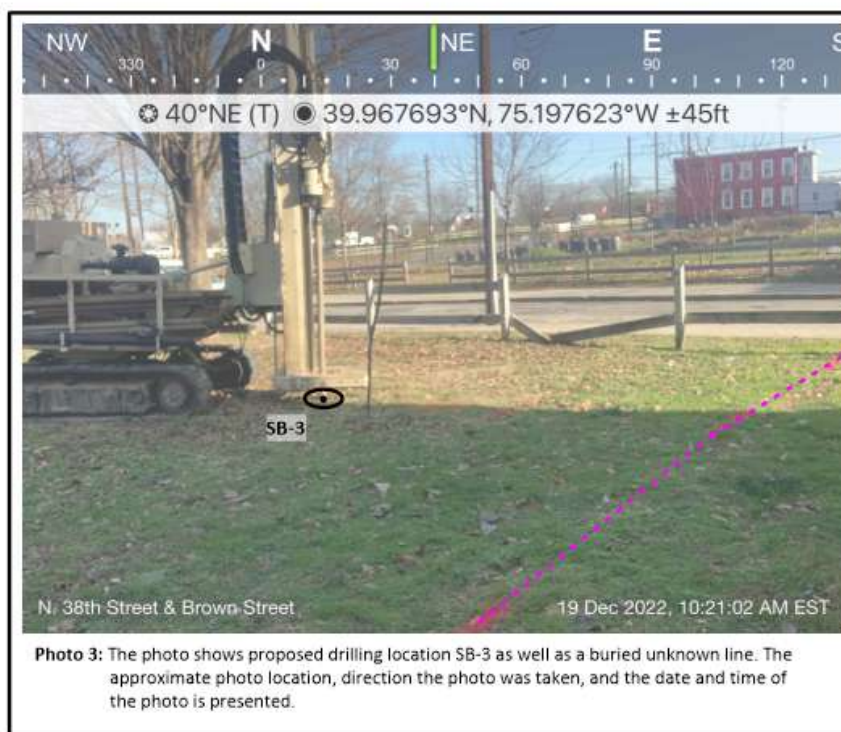 NW N NE E S
330 0 30 60 90 120
40°NE (T) 39.967693°N, 75.197623°W ±45ft
SB-3
N. 38th Street & Brown Street 19 Dec 2022, 10:21:02 AM EST
Photo 3: The photo shows proposed drilling location SB-3 as well as a buried unknown line. The
approximate photo location, direction the photo was taken, and the date and time of
the photo is presented.